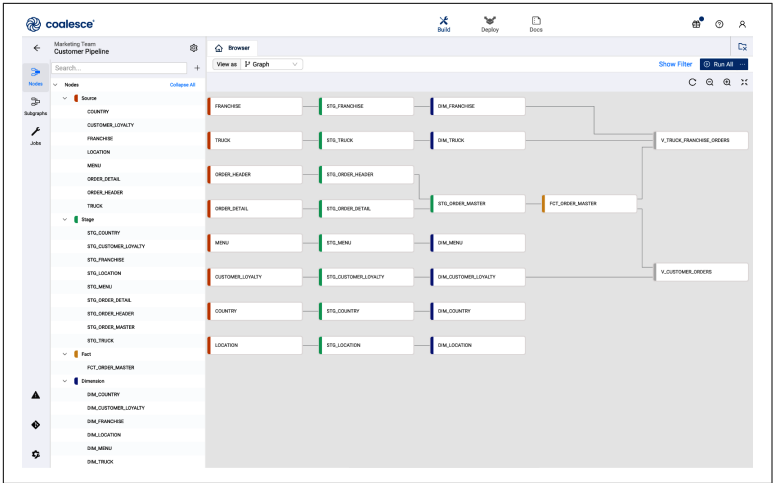 coalesce
Build
Deploy
Docs
Marketing Team
Customer Pipeline
Browser
Search...
View as
Graph
Show Filter
Run All
Nodes
Subgraphs
Jobs
Nodes
Collapse All
Source
COUNTRY
CUSTOMER_LOYALTY
FRANCHISE
LOCATION
MENU
ORDER_DETAIL
ORDER_HEADER
TRUCK
Stage
STG_COUNTRY
STG_CUSTOMER_LOYALTY
STG_FRANCHISE
STG_LOCATION
STG_MENU
STG_ORDER_DETAIL
STG_ORDER_HEADER
STG_ORDER_MASTER
STG_TRUCK
Fact
FCT_ORDER_MASTER
Dimension
DIM_COUNTRY
DIM_CUSTOMER_LOYALTY
DIM_FRANCHISE
DIM_LOCATION
DIM_MENU
DIM_TRUCK
FRANCHISE
STG_FRANCHISE
DIM_FRANCHISE
TRUCK
STG_TRUCK
DIM_TRUCK
V_TRUCK_FRANCHISE_ORDERS
ORDER_HEADER
STG_ORDER_HEADER
STG_ORDER_MASTER
FCT_ORDER_MASTER
ORDER_DETAIL
STG_ORDER_DETAIL
MENU
STG_MENU
DIM_MENU
CUSTOMER_LOYALTY
STG_CUSTOMER_LOYALTY
DIM_CUSTOMER_LOYALTY
V_CUSTOMER_ORDERS
COUNTRY
STG_COUNTRY
DIM_COUNTRY
LOCATION
STG_LOCATION
DIM_LOCATION